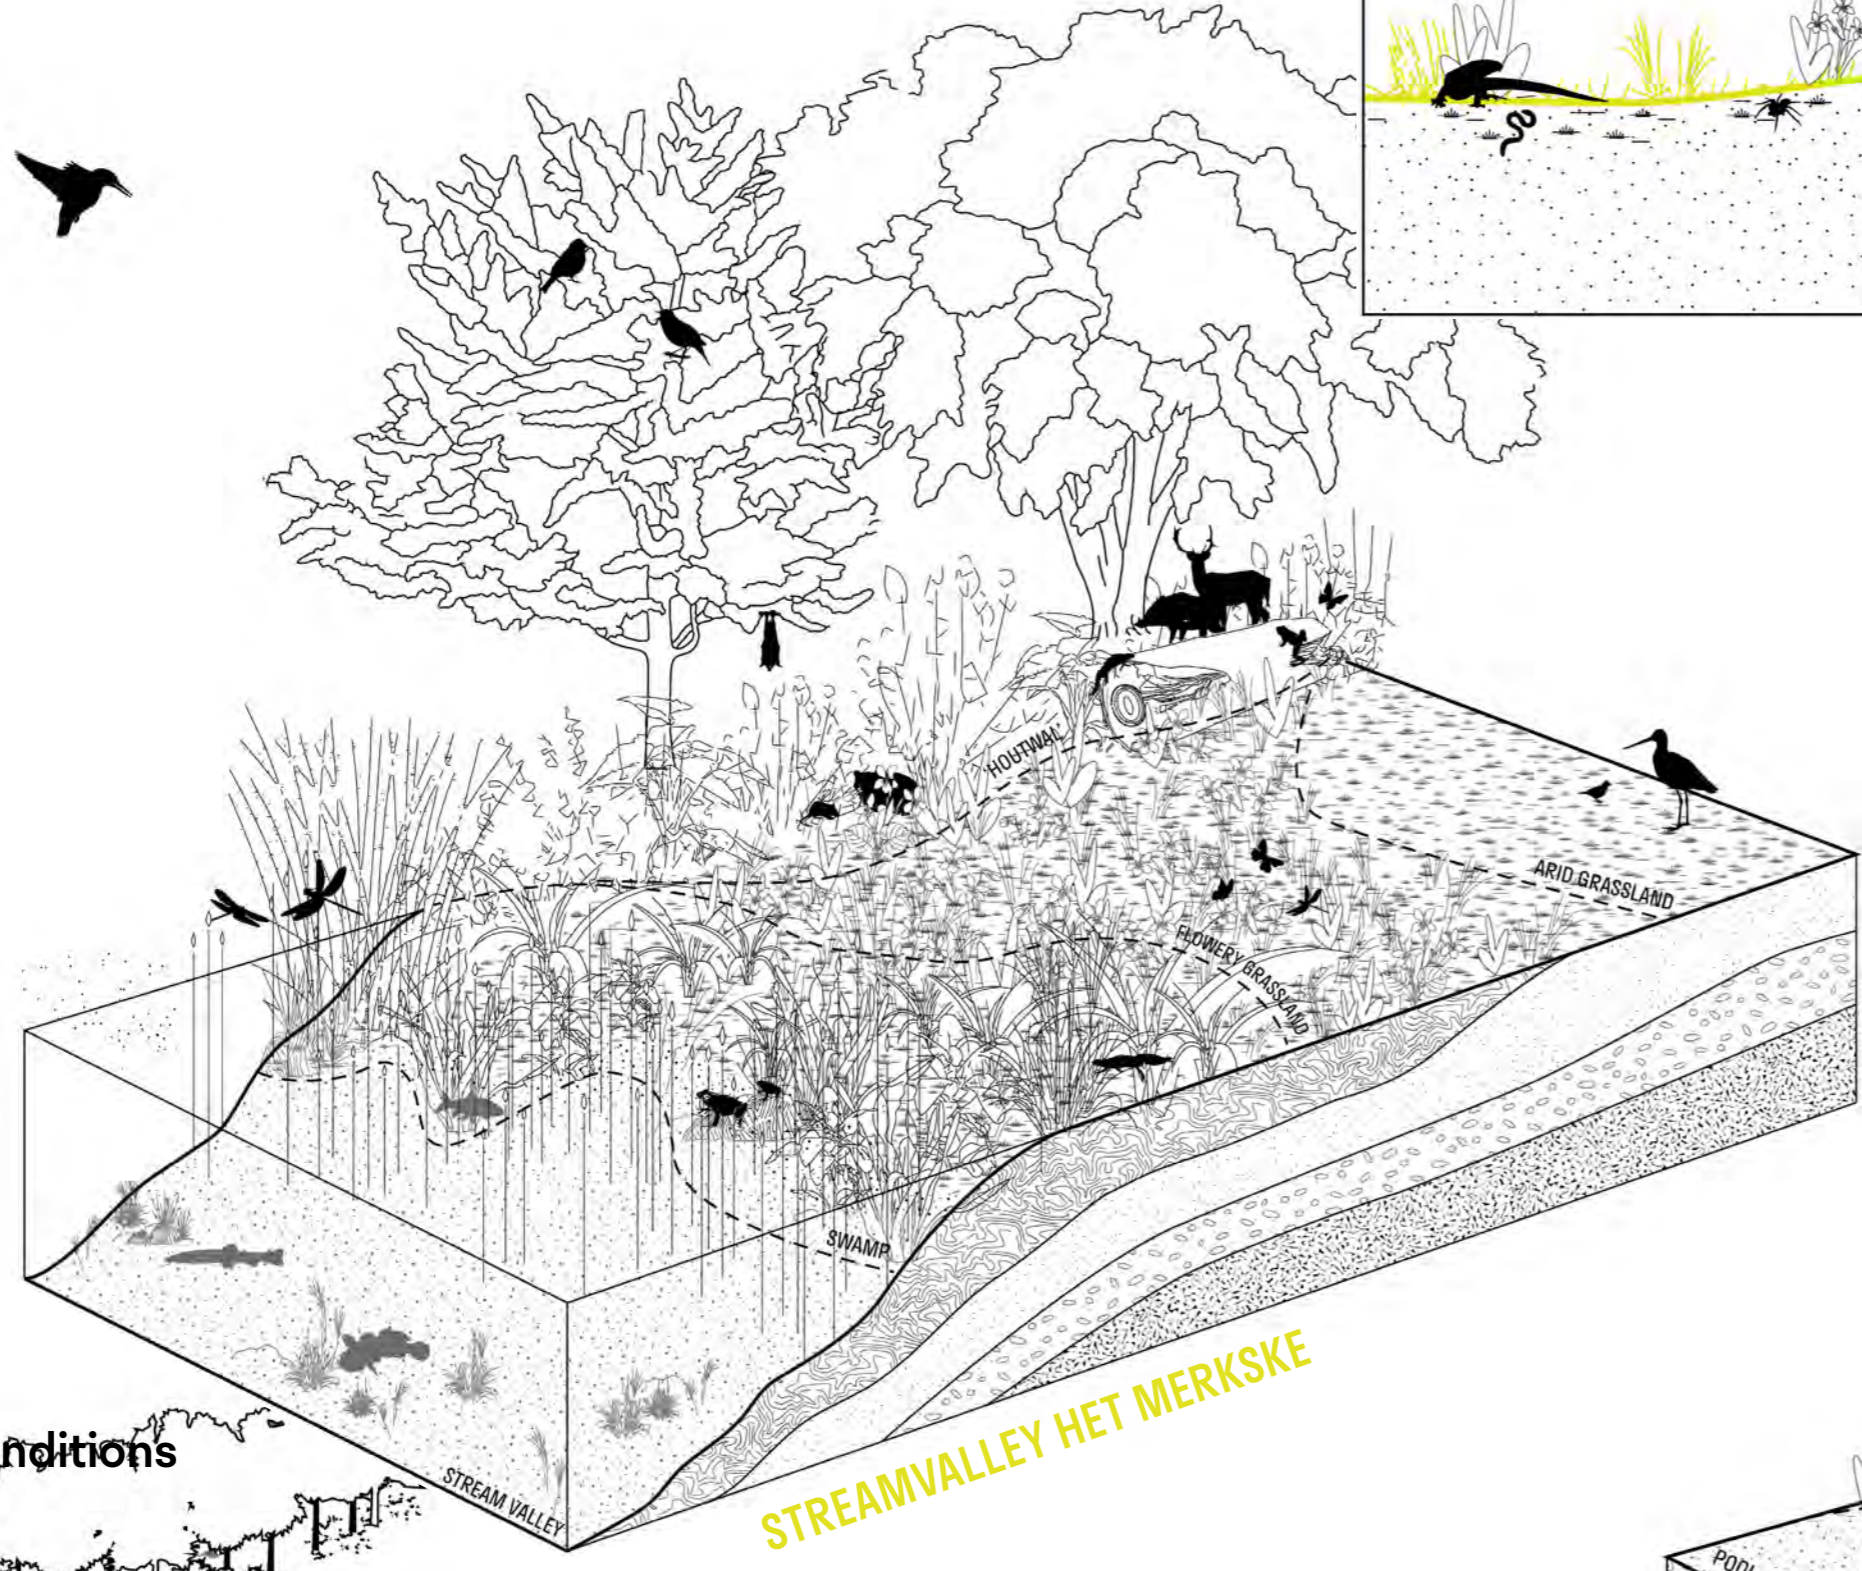 HOUTWAL
ARID GRASSLAND
FLOWERY GRASSLAND
SWAMP
STREAMVALLEY HET MERKSKE
nditions
STREAM VALLEY